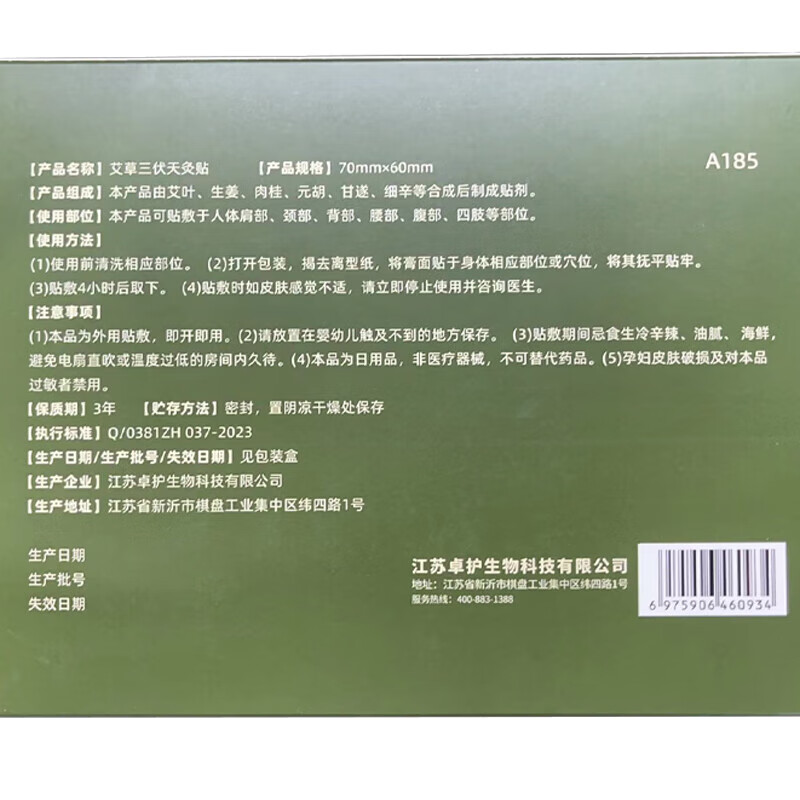 A185
【产品名称】艾草三伏天灸贴 【产品规格】70mm×60mm
【产品组成】本产品由艾叶、生姜、肉桂、元胡、甘遂、细辛等合成后制成贴剂。
【使用部位】本产品可贴敷于人体肩部、颈部、背部、腰部、腹部、四肢等部位。
【使用方法】
(1)使用前清洗相应部位。 (2)打开包装，揭去离型纸，将膏面贴于身体相应部位或穴位，将其抚平贴牢。
(3)贴敷4小时后取下。 (4)贴敷时如皮肤感觉不适，请立即停止使用并咨询医生。
【注意事项】
(1)本品为外用贴敷，即开即用。(2)请放置在婴幼儿触及不到的地方保存。 (3)贴敷期间忌食生冷辛辣、油腻、 海鲜，
避免电扇直吹或温度过低的房间内久待。(4)本品为日用品，非医疗器械，不可替代药品。(5)孕妇皮肤破损及对本品
过敏者禁用。
【保质期】3年 【贮存方法】密封，置阴凉干燥处保存
【执行标准】Q/0381ZH 037-2023
【生产日期/生产批号/失效日期】见包装盒
【生产企业】江苏卓护生物科技有限公司
【生产地址】江苏省新沂市棋盘工业集中区纬四路1号
生产日期
生产批号
失效日期
江苏卓护生物科技有限公司
地址：江苏省新沂市棋盘工业集中区纬四路1号
服务热线：400-883-1388
6 975906 460934